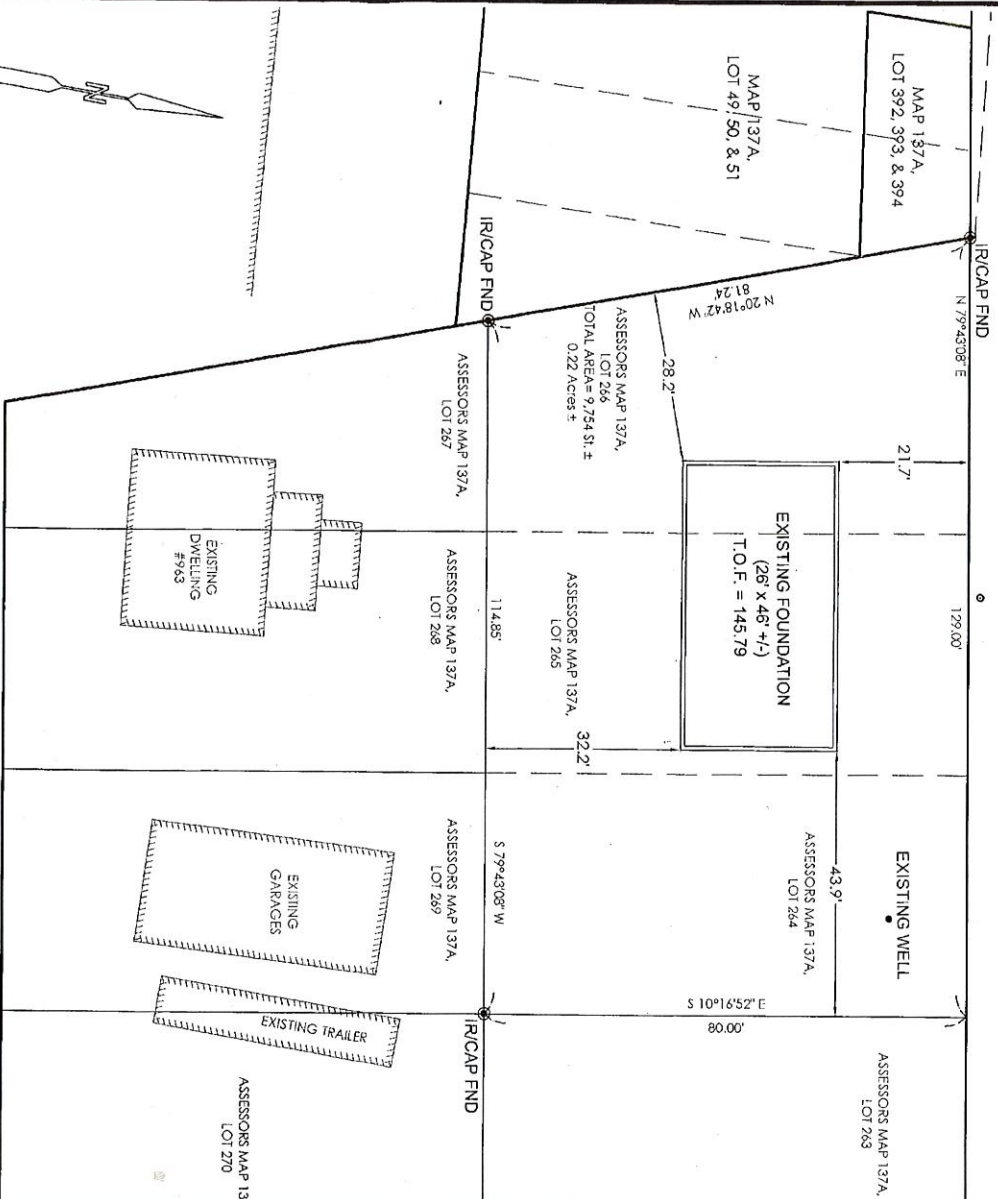 IR/CAP FND
N 79°43'08" E
129.00'
MAP 137A,
LOT 392, 393, & 394
21.7'
MAP 137A,
LOT 49, 50, & 51
N 20°18'42" W
81.24'
28.2'
EXISTING FOUNDATION
(26' x 46' +/-)
T.O.F. = 145.79
EXISTING WELL
43.9'
ASSESSORS MAP 137A,
LOT 264
S 10°16'52" E
80.00'
ASSESSORS MAP 137A,
LOT 263
ASSESSORS MAP 137A,
LOT 266
TOTAL AREA= 9,754 Sf. ±
0.22 Acres ±
ASSESSORS MAP 137A,
LOT 265
32.2'
N
IR/CAP FND
114.85'
S 79°43'08" W
IR/CAP FND
ASSESSORS MAP 137A,
LOT 267
ASSESSORS MAP 137A,
LOT 268
ASSESSORS MAP 137A,
LOT 269
EXISTING
DWELLING
#963
EXISTING
GARAGES
EXISTING TRAILER
ASSESSORS MAP 13
LOT 270